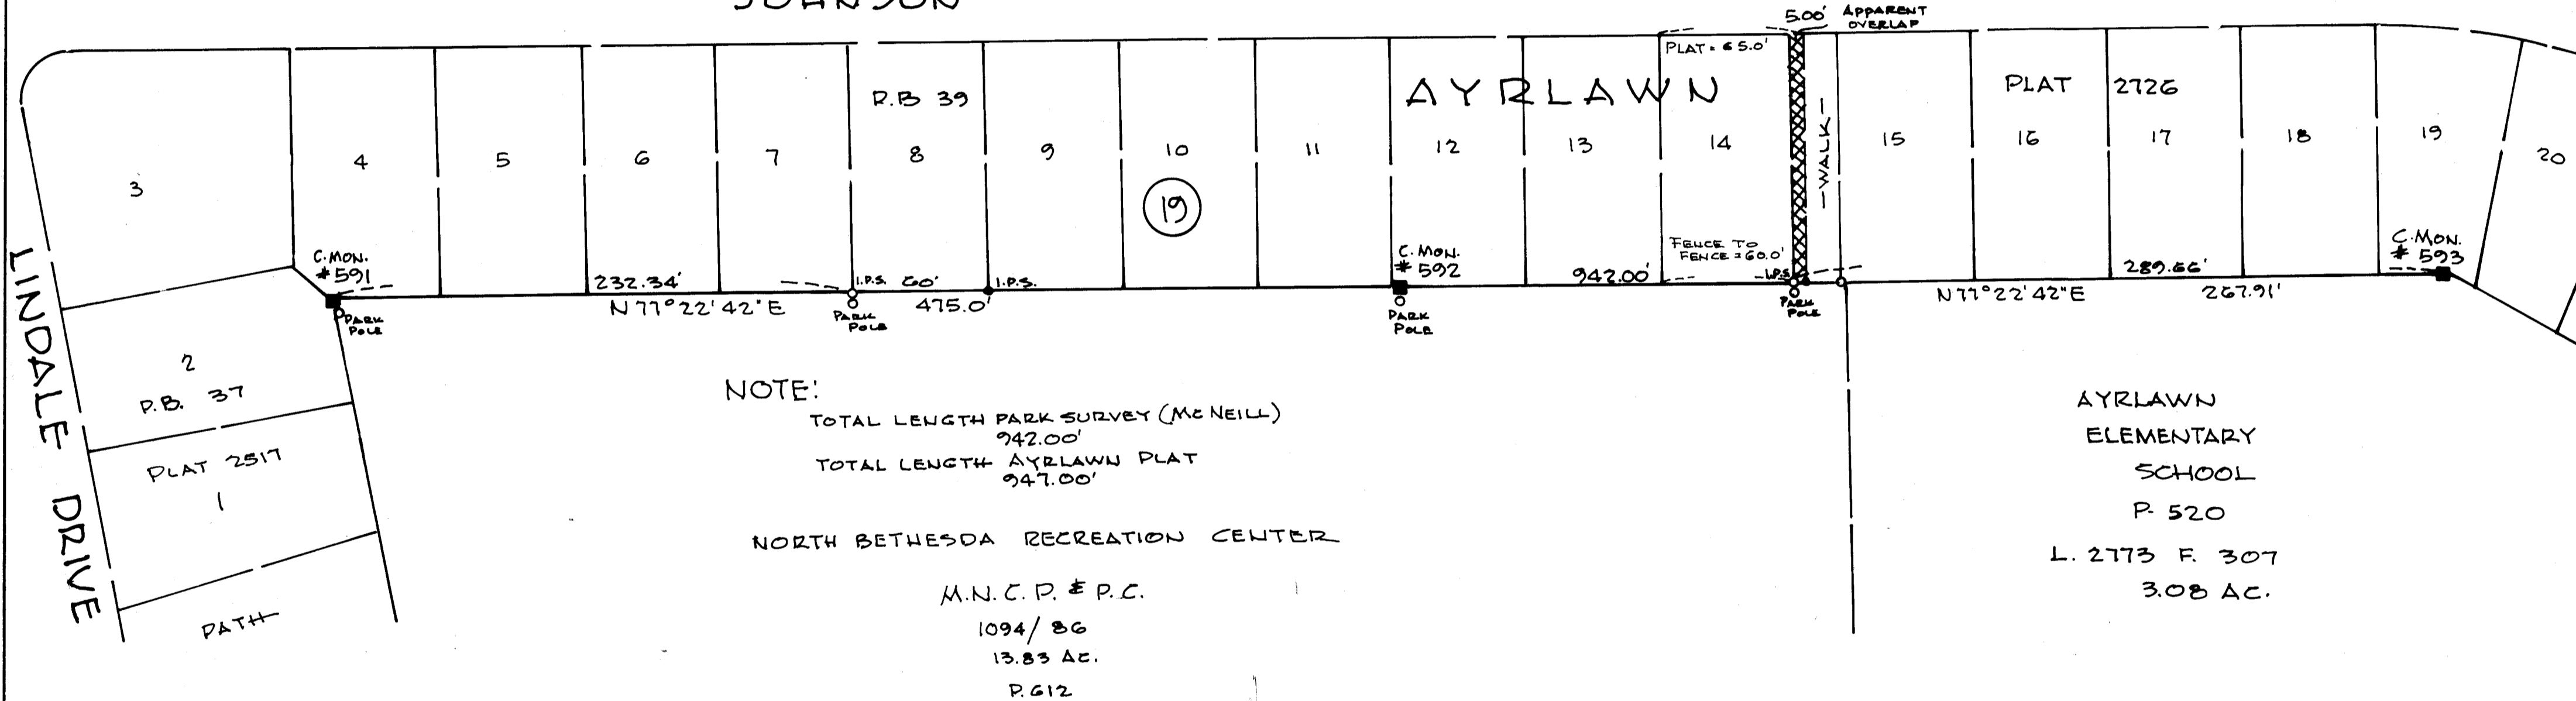 JOHNSON
5.00' APPARENT
OVERLAP
PLAT = 65.0'
P.B 39
AYRLAWN
PLAT 2726
3
4
5
6
7
8
9
10
11
12
13
14
-WALK-
15
16
17
18
19
20
19
LINDALE DRIVE
C.MON.
#591
232.34'
I.P.S. 60'
I.P.S.
C.MON.
#592
942.00'
FENCE TO
FENCE = 60.0'
I.P.S.
289.66'
C.MON.
#593
N 77°22'42"E
475.0'
N77°22'42"E
267.91'
PARK
POLE
PARK
POLE
PARK
POLE
PARK
POLE
2
P.B. 37
PLAT 2517
1
PATH
NOTE:
TOTAL LENGTH PARK SURVEY (McNEILL)
942.00'
TOTAL LENGTH AYRLAWN PLAT
947.00'
NORTH BETHESDA RECREATION CENTER
M.N.C.P. & P.C.
1094/86
13.83 AC.
P.612
AYRLAWN
ELEMENTARY
SCHOOL
P- 520
L. 2773 F. 307
3.08 AC.